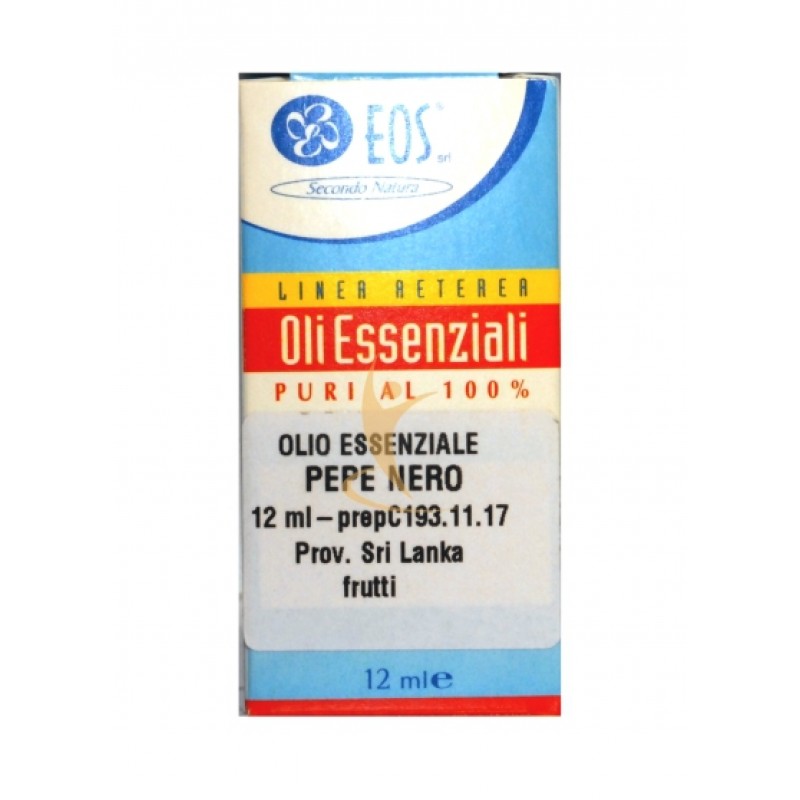 EOS srl
Secondo Natura
LINEA AETEREA
Oli Essenziali
PURI AL 100%
OLIO ESSENZIALE
PEPE NERO
12 ml – prepC193.11.17
Prov. Sri Lanka
frutti
12 ml e